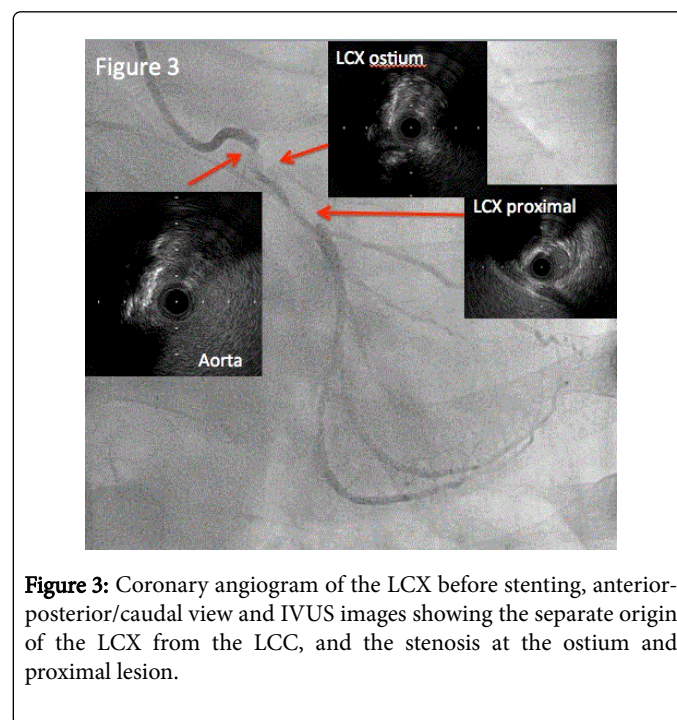 Figure 3
LCX ostium
LCX proximal
Aorta
Figure 3: Coronary angiogram of the LCX before stenting, anterior-
posterior/caudal view and IVUS images showing the separate origin
of the LCX from the LCC, and the stenosis at the ostium and
proximal lesion.